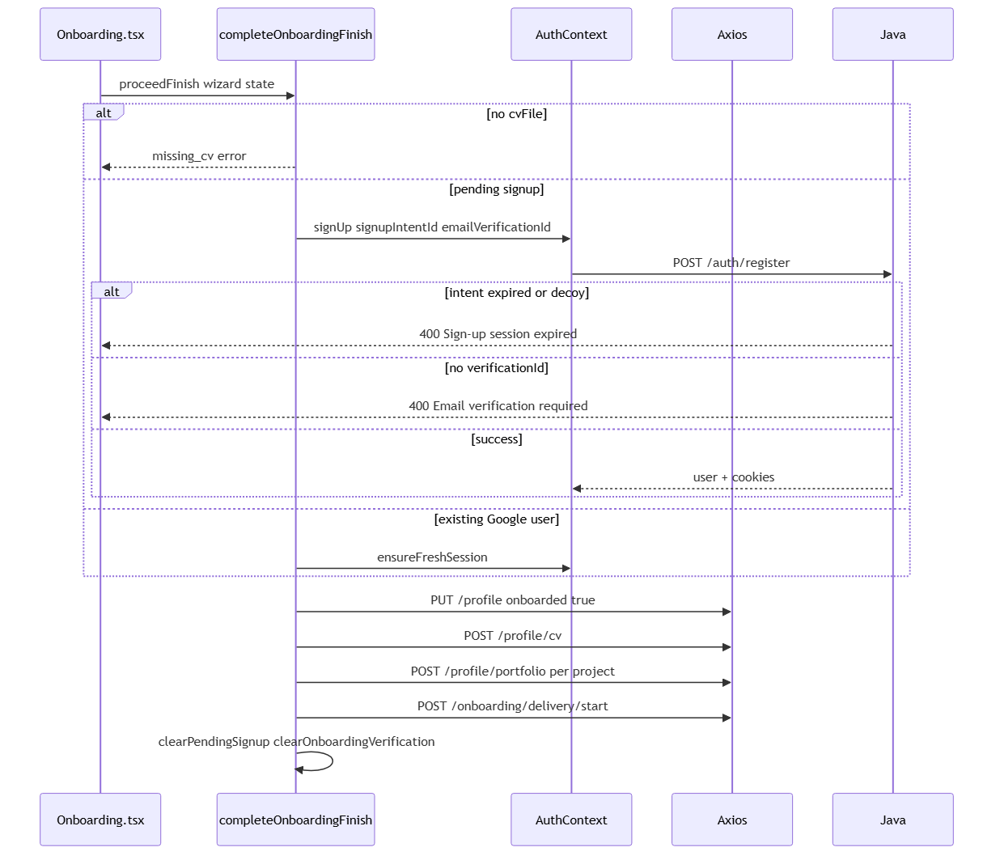 Onboarding.tsx
completeOnboardingFinish
AuthContext
Axios
Java
proceedFinish wizard state
alt
[no cvFile]
missing_cv error
[pending signup]
signUp signupIntentId emailVerificationId
POST /auth/register
alt
[intent expired or decoy]
400 Sign-up session expired
[no verificationId]
400 Email verification required
[success]
user + cookies
[existing Google user]
ensureFreshSession
PUT /profile onboarded true
POST /profile/cv
POST /profile/portfolio per project
POST /onboarding/delivery/start
clearPendingSignup clearOnboardingVerification
Onboarding.tsx
completeOnboardingFinish
AuthContext
Axios
Java